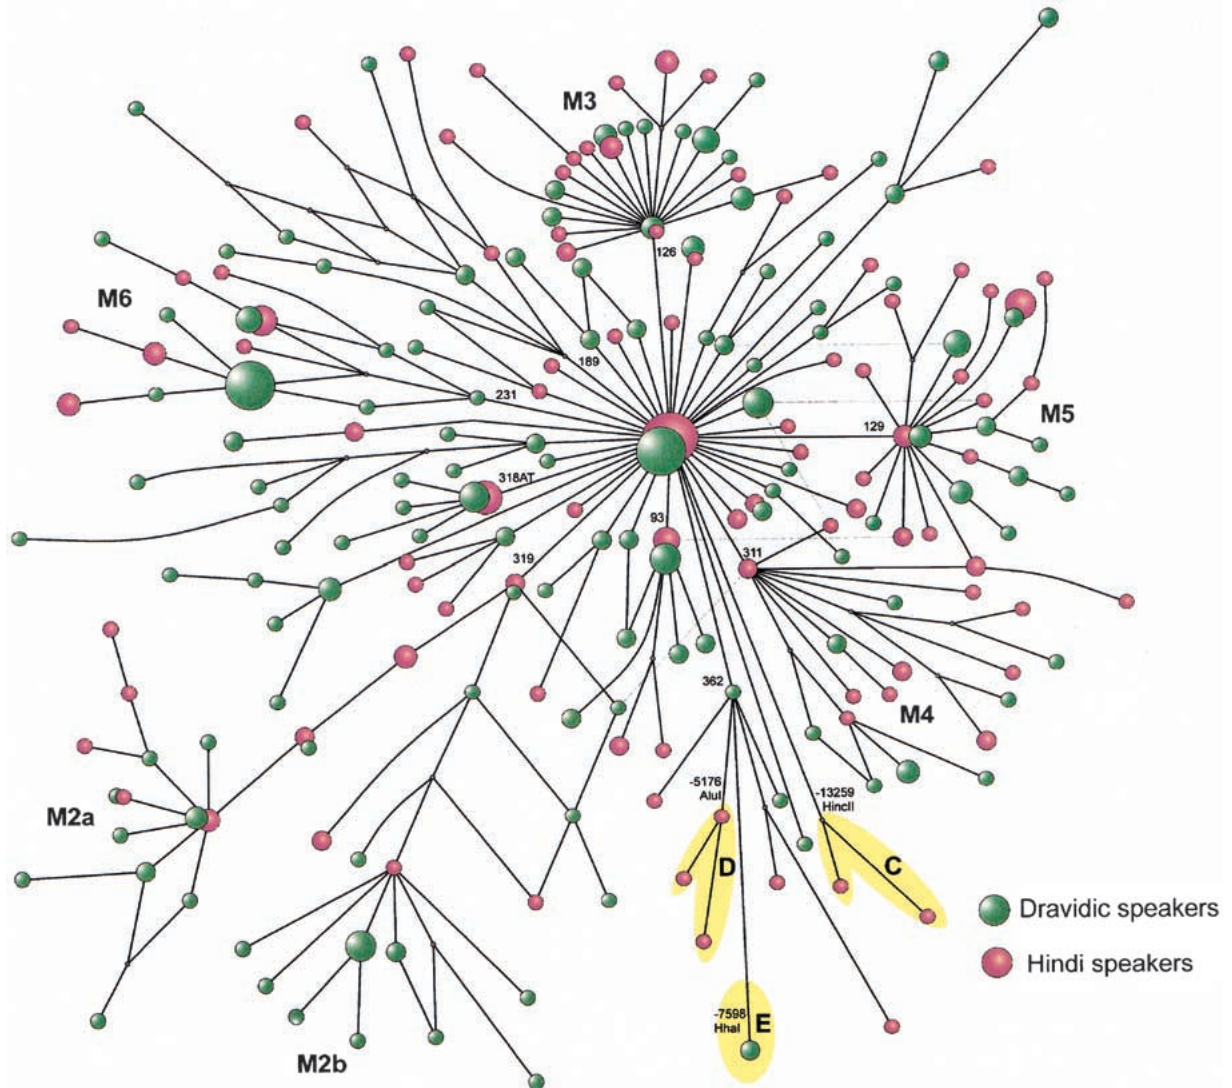 M3
126
M6
189
231
129
M5
318AT
93
319
311
362
M4
-5176
AluI
-13259
HincII
M2a
D
C
Dravidic speakers
Hindi speakers
-7598
HhaI
E
M2b